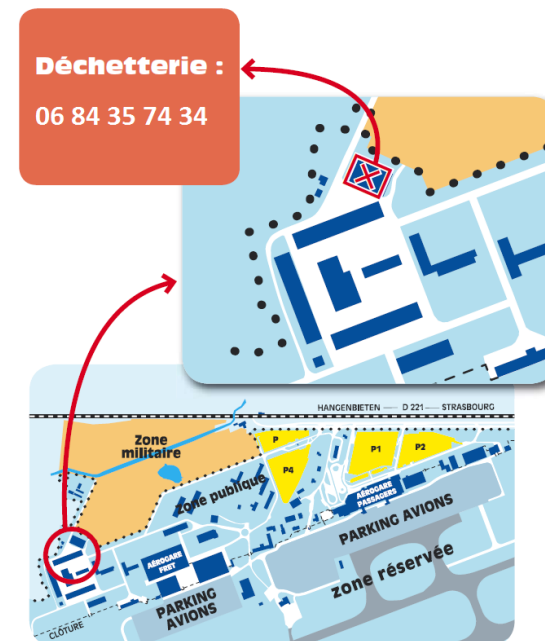 Déchetterie :
06 84 35 74 34
HANGENBIETEN — D 221 — STRASBOURG
Zone
militaire
P
P4
P1
P2
Zone publique
AÉROGARE
PASSAGERS
PARKING AVIONS
AÉROGARE
FRET
zone réservée
PARKING
AVIONS
CLÔTURE